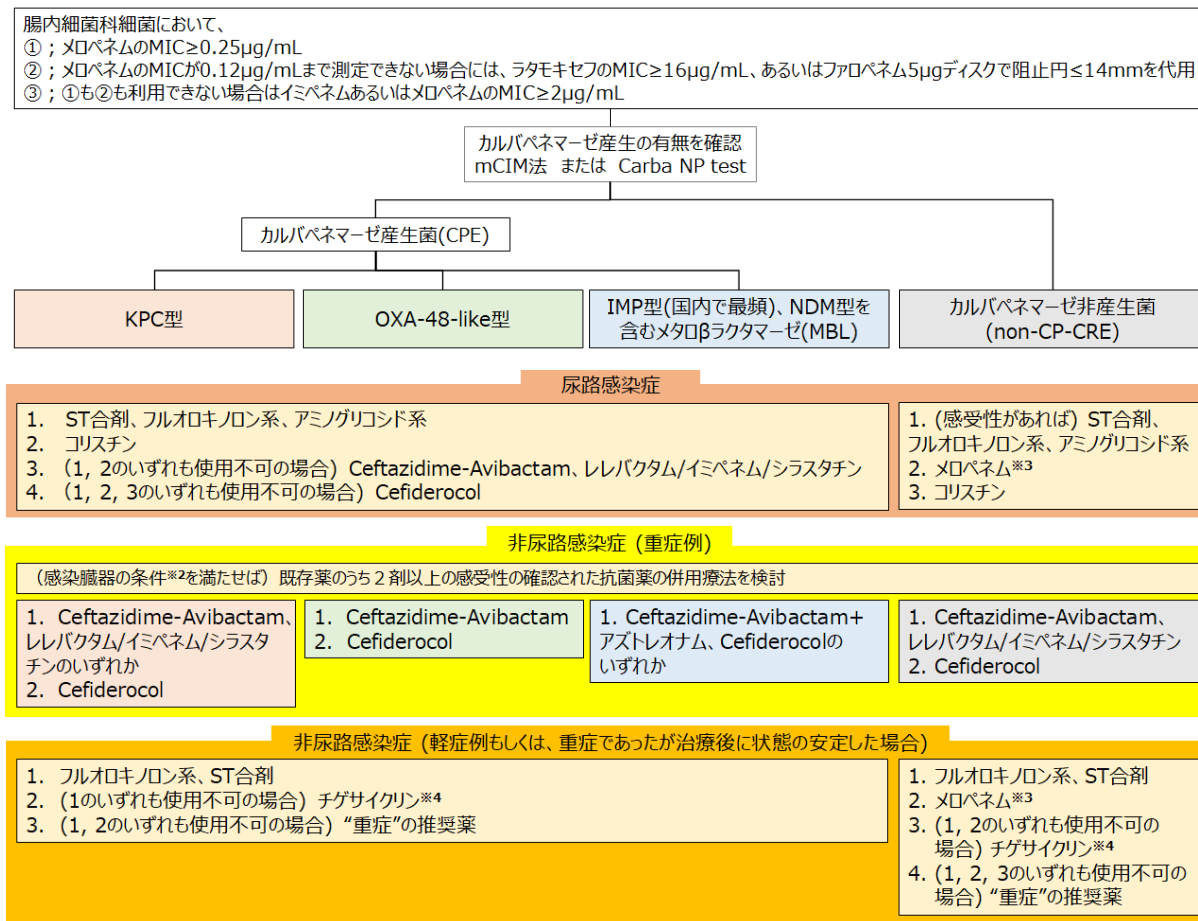 腸内細菌科細菌において、
①；メロペネムのMIC≥0.25μg/mL
②；メロペネムのMICが0.12μg/mLまで測定できない場合には、ラタモキセフのMIC≥16μg/mL、あるいはファロペネム5μgディスクで阻止円≤14mmを代用
③；①も②も利用できない場合はイミペネムあるいはメロペネムのMIC≥2μg/mL
カルバペネマーゼ産生の有無を確認
mCIM法 または Carba NP test
カルバペネマーゼ産生菌(CPE)
KPC型
OXA-48-like型
IMP型(国内で最頻)、NDM型を
含むメタロβラクタマーゼ(MBL)
カルバペネマーゼ非産生菌
(non-CP-CRE)
尿路感染症
1. ST合剤、フルオロキノロン系、アミノグリコシド系
2. コリスチン
3. (1, 2のいずれも使用不可の場合) Ceftazidime-Avibactam、レレバクタム/イミペネム/シラスタチン
4. (1, 2, 3のいずれも使用不可の場合) Cefiderocol
1. (感受性があれば) ST合剤、
フルオロキノロン系、アミノグリコシド系
2. メロペネム※3
3. コリスチン
非尿路感染症 (重症例)
(感染臓器の条件※2を満たせば) 既存薬のうち２剤以上の感受性の確認された抗菌薬の併用療法を検討
1. Ceftazidime-Avibactam、
レレバクタム/イミペネム/シラスタ
チンのいずれか
2. Cefiderocol
1. Ceftazidime-Avibactam
2. Cefiderocol
1. Ceftazidime-Avibactam+
アズトレオナム、Cefiderocolの
いずれか
1. Ceftazidime-Avibactam、
レレバクタム/イミペネム/シラスタチン
2. Cefiderocol
非尿路感染症 (軽症例もしくは、重症であったが治療後に状態の安定した場合)
1. フルオロキノロン系、ST合剤
2. (1のいずれも使用不可の場合) チゲサイクリン※4
3. (1, 2のいずれも使用不可の場合) “重症”の推奨薬
1. フルオロキノロン系、ST合剤
2. メロペネム※3
3. (1, 2のいずれも使用不可の
場合) チゲサイクリン※4
4. (1, 2, 3のいずれも使用不可の
場合) “重症”の推奨薬